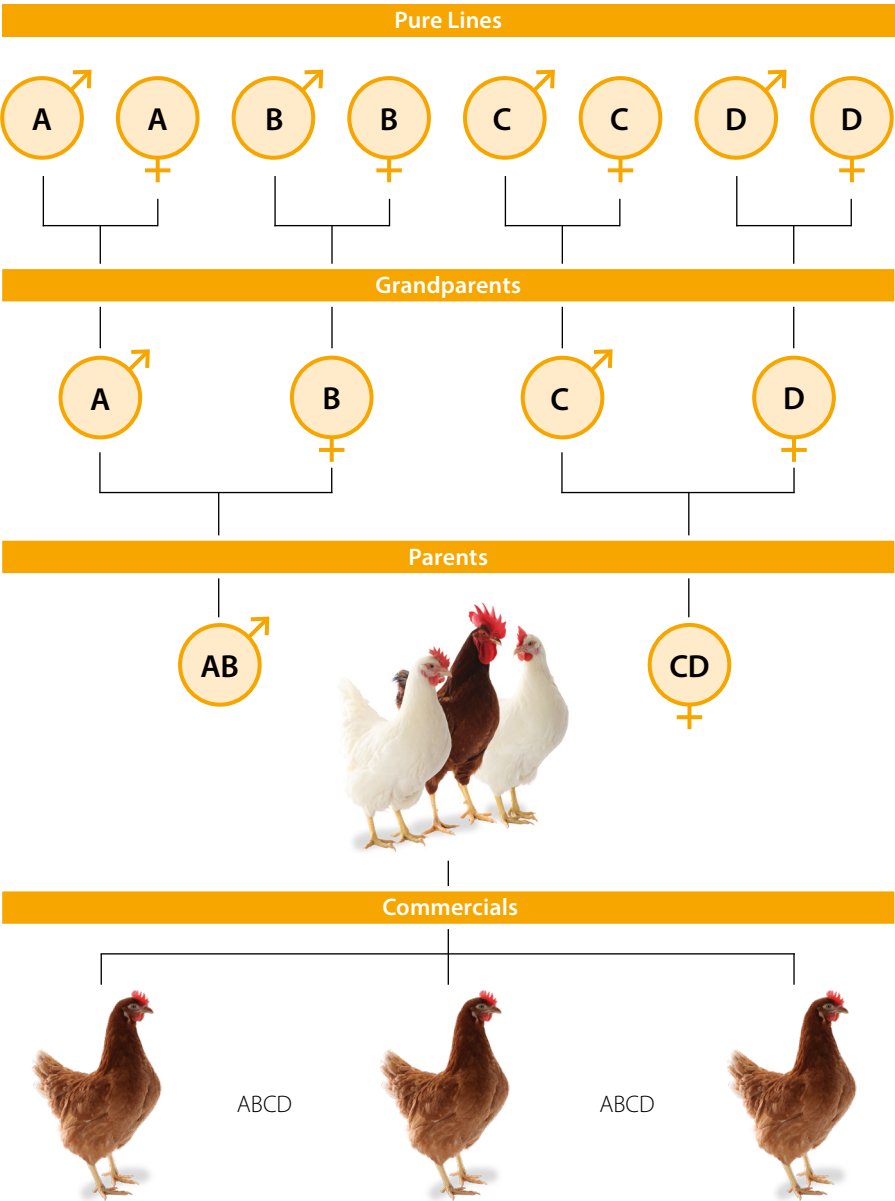 Pure Lines
A A B B C C D D
Grandparents
A B C D
Parents
AB CD
Commercials
ABCD ABCD